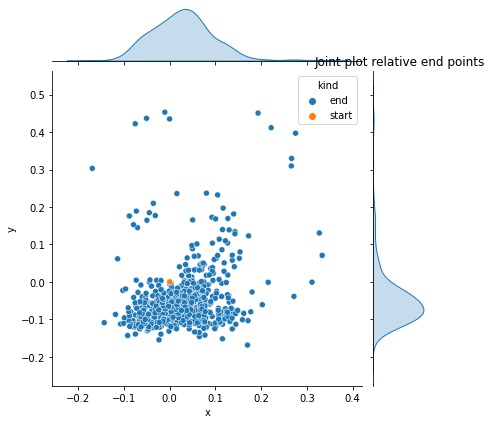 Joint plot relative end points
kind
end
start
0.5
0.4
0.3
0.2
0.1
0.0
−0.1
−0.2
y
−0.2 −0.1 0.0 0.1 0.2 0.3 0.4
x